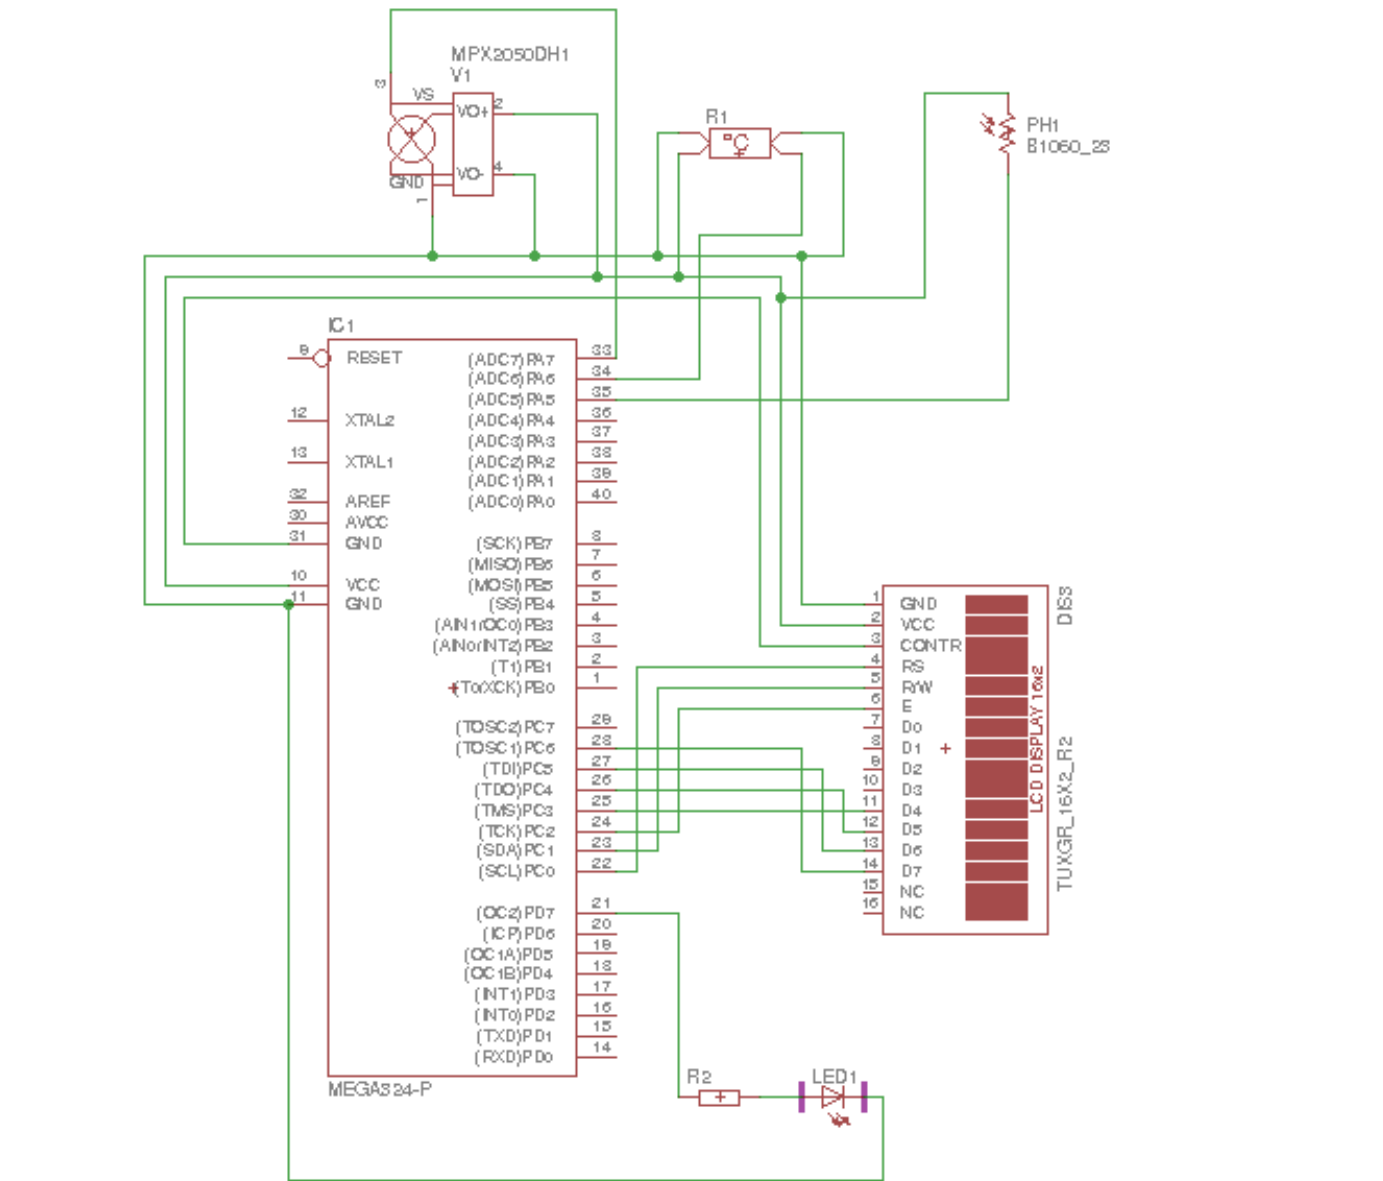 MPX2050DH1
V1
3
VS
VO+
2
VO-
4
GND
1
R1
°C
PH1
B1060_23
IC1
9 RESET
12 XTAL2
13 XTAL1
32 AREF
30 AVCC
31 GND
10 VCC
11 GND
(ADC7)PA7 33
(ADC6)PA6 34
(ADC5)PA5 35
(ADC4)PA4 36
(ADC3)PA3 37
(ADC2)PA2 38
(ADC1)PA1 39
(ADC0)PA0 40
(SCK)PB7 8
(MISO)PB6 7
(MOSI)PB5 6
(SS)PB4 5
(AIN1/OC0)PB3 4
(AIN0/INT2)PB2 3
(T1)PB1 2
(T0/XCK)PB0 1
(TOSC2)PC7 29
(TOSC1)PC6 28
(TDI)PC5 27
(TDO)PC4 26
(TMS)PC3 25
(TCK)PC2 24
(SDA)PC1 23
(SCL)PC0 22
(OC2)PD7 21
(ICP)PD6 20
(OC1A)PD5 19
(OC1B)PD4 18
(INT1)PD3 17
(INT0)PD2 16
(TXD)PD1 15
(RXD)PD0 14
MEGA324-P
1 GND
2 VCC
3 CONTR
4 RS
5 R/W
6 E
7 D0
8 D1
9 D2
10 D3
11 D4
12 D5
13 D6
14 D7
15 NC
16 NC
LCD DISPLAY 16x2
DIS3
TUXGR_16X2_R2
R2
LED1